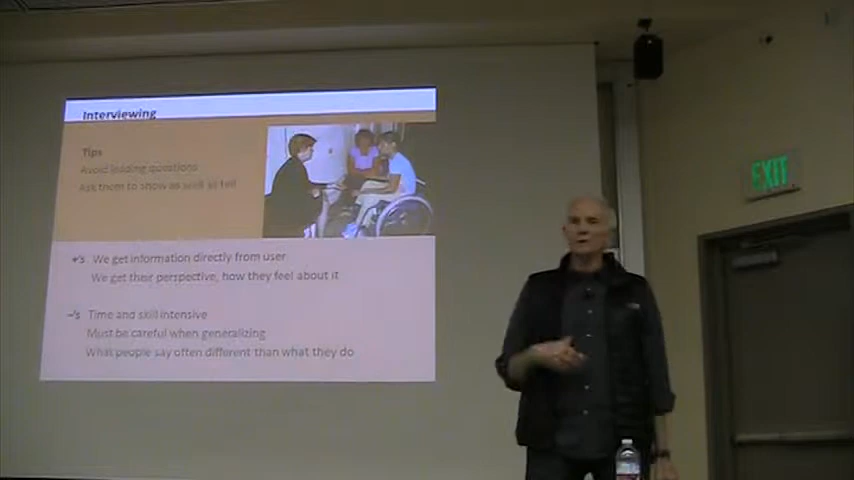 Interviewing
Tips
Avoid leading questions
Ask them to show as well as tell
+'s We get information directly from user
We get their perspective, how they feel about it
–'s Time and skill intensive
Must be careful when generalizing
What people say often different than what they do
EXIT